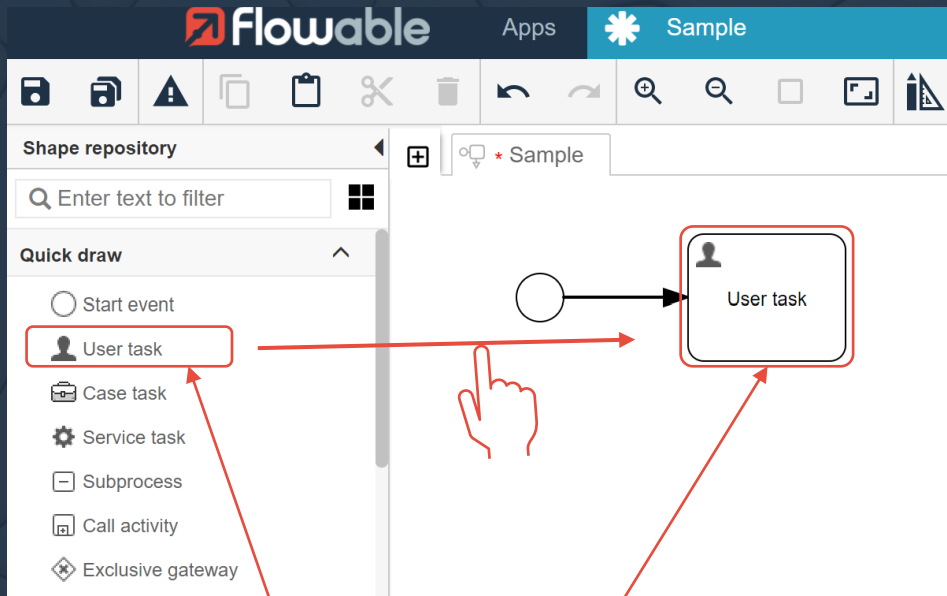 flowable
Apps
Sample
Shape repository
* Sample
Enter text to filter
Quick draw
Start event
User task
Case task
Service task
Subprocess
Call activity
Exclusive gateway
User task